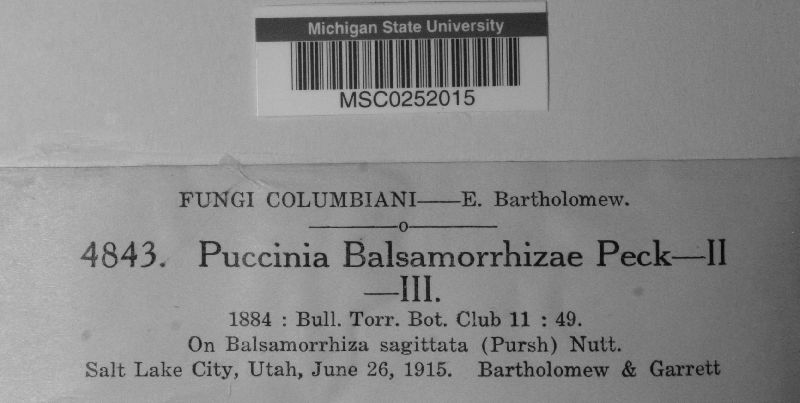 Michigan State University
MSC0252015
FUNGI COLUMBIANI——E. Bartholomew.
o
4843. Puccinia Balsamorrhizae Peck—II
—III.
1884 : Bull. Torr. Bot. Club 11 : 49.
On Balsamorrhiza sagittata (Pursh) Nutt.
Salt Lake City, Utah, June 26, 1915. Bartholomew & Garrett